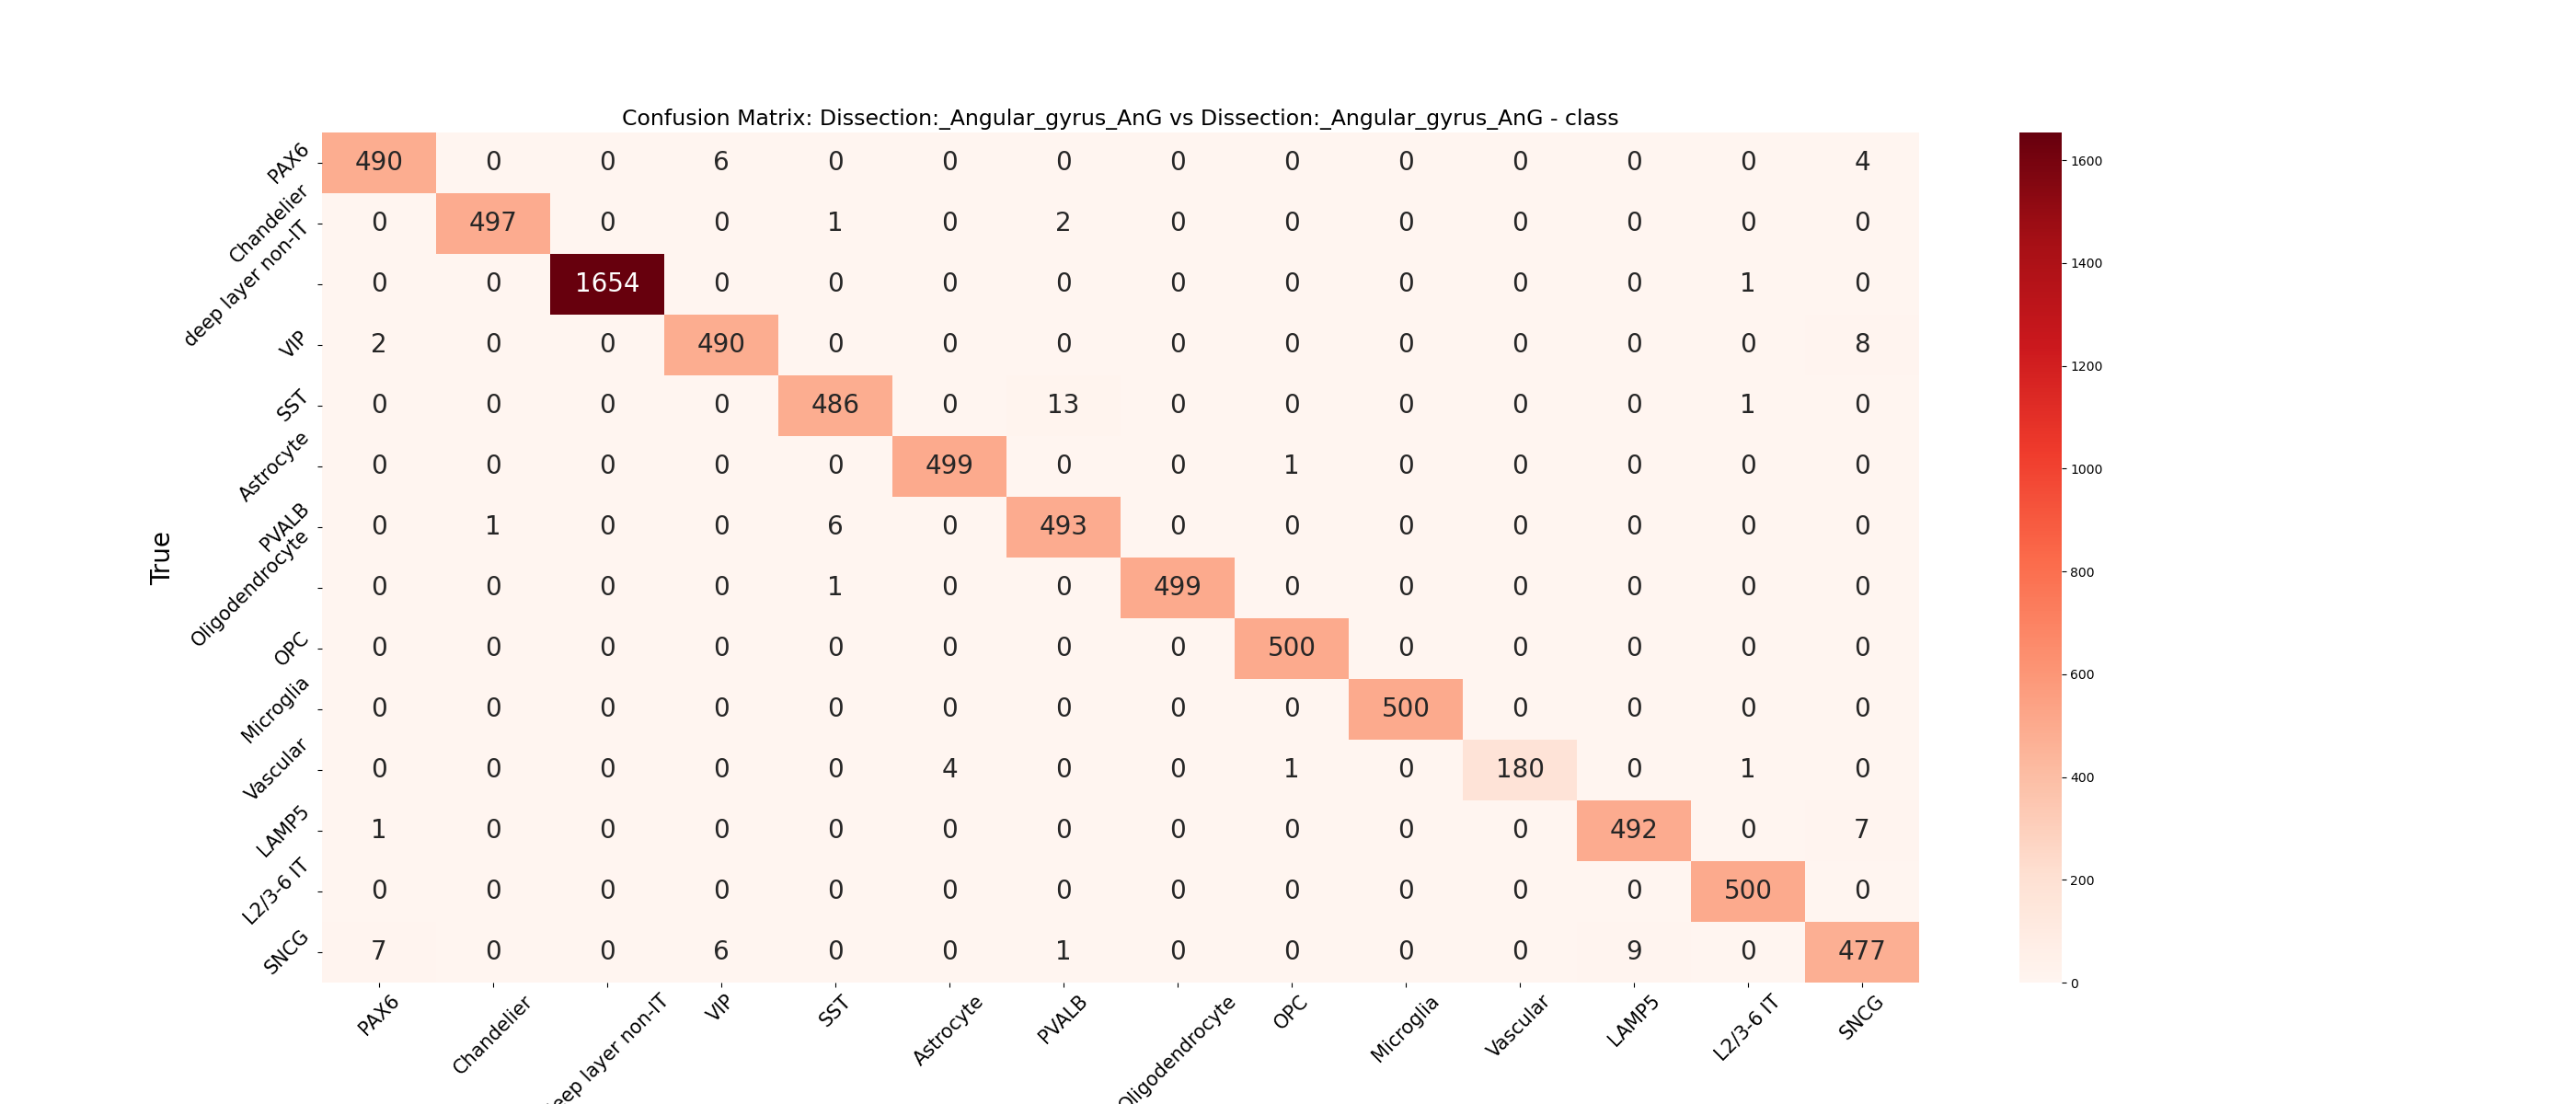 Confusion Matrix: Dissection:_Angular_gyrus_AnG vs Dissection:_Angular_gyrus_AnG - class
True
PAX6 490 0 0 6 0 0 0 0 0 0 0 0 0 4
Chandelier 0 497 0 0 1 0 2 0 0 0 0 0 0 0
deep layer non-IT 0 0 1654 0 0 0 0 0 0 0 0 0 1 0
VIP 2 0 0 490 0 0 0 0 0 0 0 0 0 8
SST 0 0 0 0 486 0 13 0 0 0 0 0 1 0
Astrocyte 0 0 0 0 0 499 0 0 1 0 0 0 0 0
PVALB 0 1 0 0 6 0 493 0 0 0 0 0 0 0
Oligodendrocyte 0 0 0 0 1 0 0 499 0 0 0 0 0 0
OPC 0 0 0 0 0 0 0 0 500 0 0 0 0 0
Microglia 0 0 0 0 0 0 0 0 0 500 0 0 0 0
Vascular 0 0 0 0 0 4 0 0 1 0 180 0 1 0
LAMP5 1 0 0 0 0 0 0 0 0 0 0 492 0 7
L2/3-6 IT 0 0 0 0 0 0 0 0 0 0 0 0 500 0
SNCG 7 0 0 6 0 0 1 0 0 0 0 9 0 477
PAX6 Chandelier eep layer non-IT VIP SST Astrocyte PVALB Oligodendrocyte OPC Microglia Vascular LAMP5 L2/3-6 IT SNCG
1600
1400
1200
1000
800
600
400
200
0